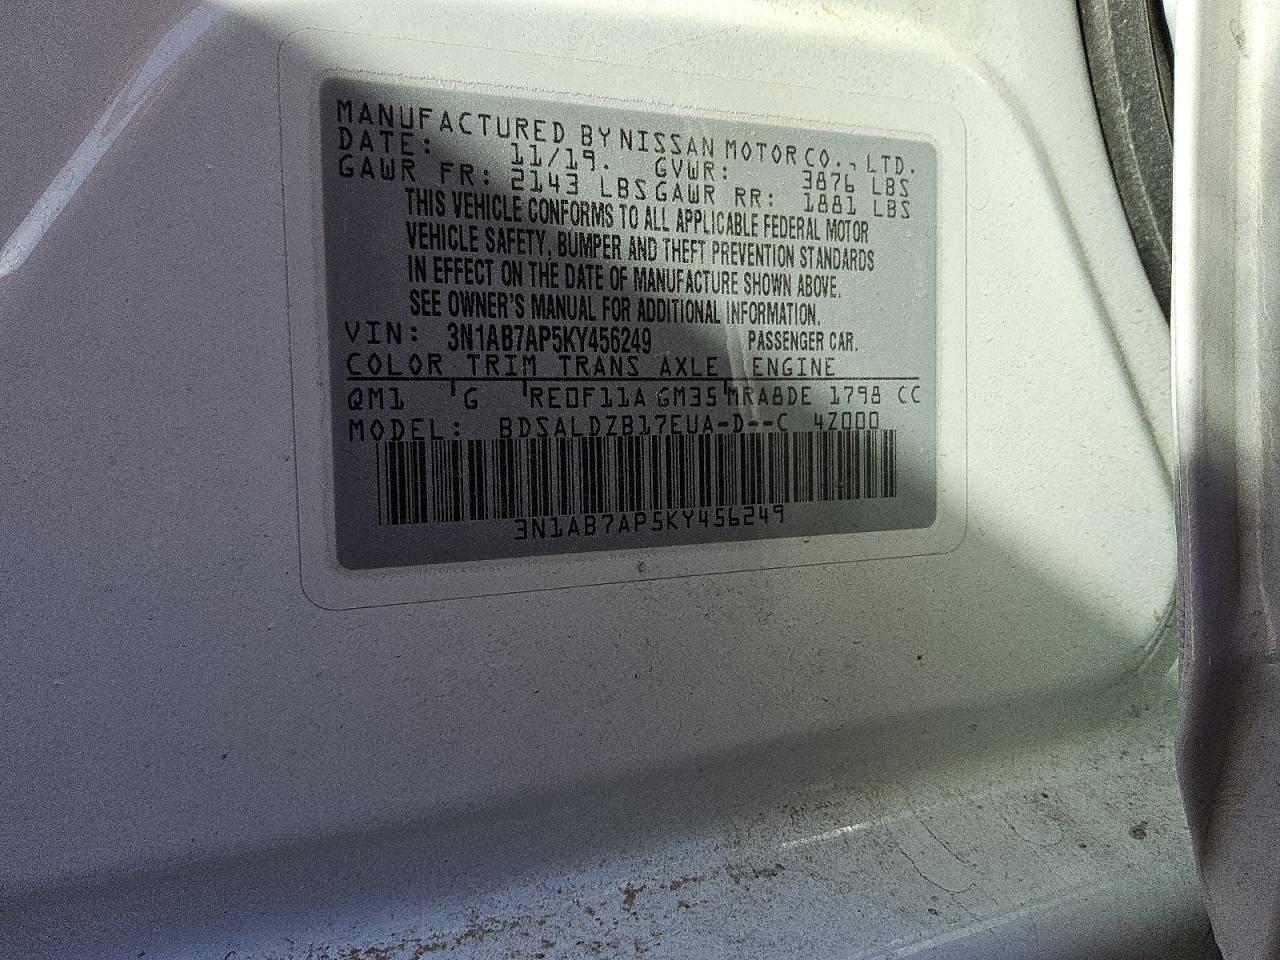 MANUFACTURED BY NISSAN MOTOR CO., LTD.
DATE: 11/19. GVWR: 3876 LBS
GAWR FR: 2143 LBS GAWR RR: 1881 LBS
THIS VEHICLE CONFORMS TO ALL APPLICABLE FEDERAL MOTOR
VEHICLE SAFETY, BUMPER AND THEFT PREVENTION STANDARDS
IN EFFECT ON THE DATE OF MANUFACTURE SHOWN ABOVE.
SEE OWNER'S MANUAL FOR ADDITIONAL INFORMATION.
VIN: 3N1AB7AP5KY456249 PASSENGER CAR.
COLOR TRIM TRANS AXLE ENGINE
QM1 G RE0F11A GM35 MRA8DE 1798 CC
MODEL: BDSALDZB17EUA-D--C 4Z000
3N1AB7AP5KY456249